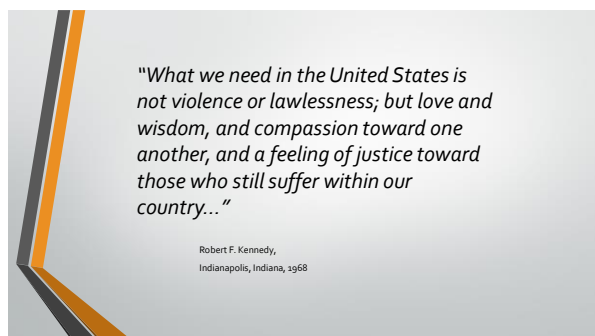 “What we need in the United States is
not violence or lawlessness; but love and
wisdom, and compassion toward one
another, and a feeling of justice toward
those who still suffer within our
country…”
Robert F. Kennedy,
Indianapolis, Indiana, 1968